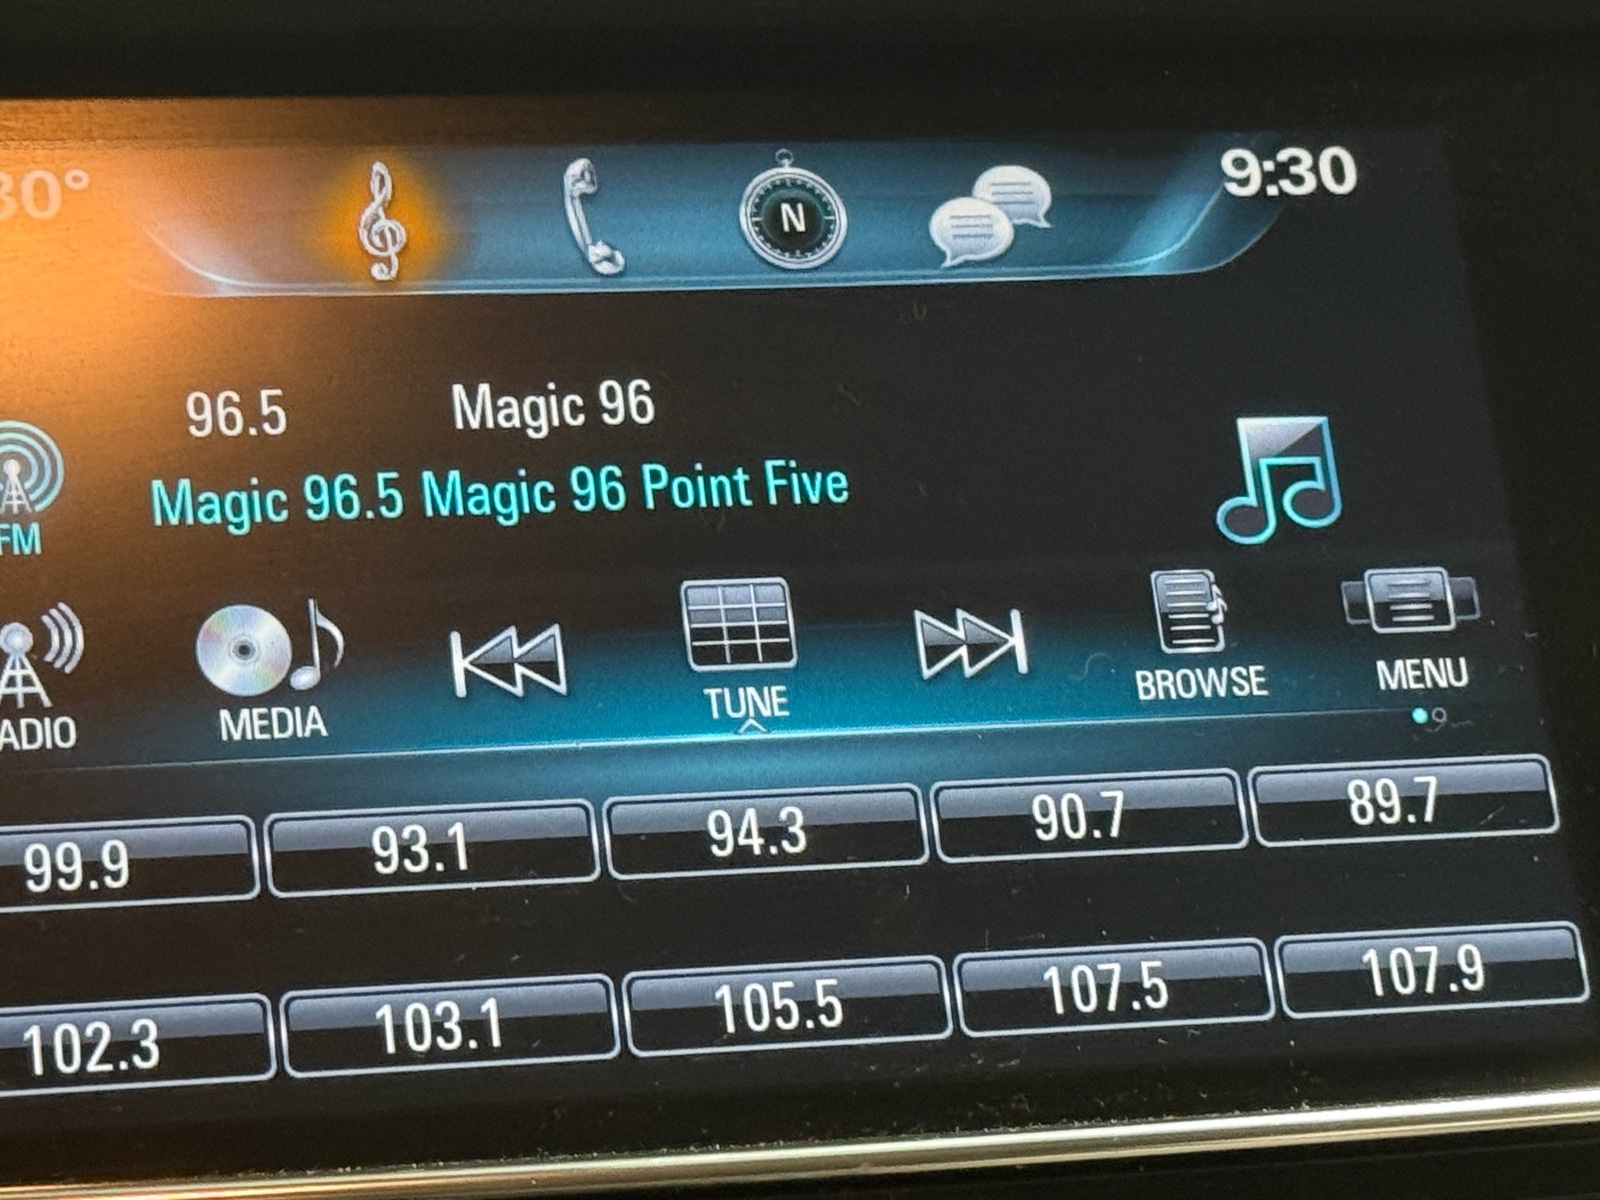 30° 9:30
N
96.5 Magic 96
Magic 96.5 Magic 96 Point Five
FM
MEDIA TUNE BROWSE MENU
99.9 93.1 94.3 90.7 89.7
102.3 103.1 105.5 107.5 107.9